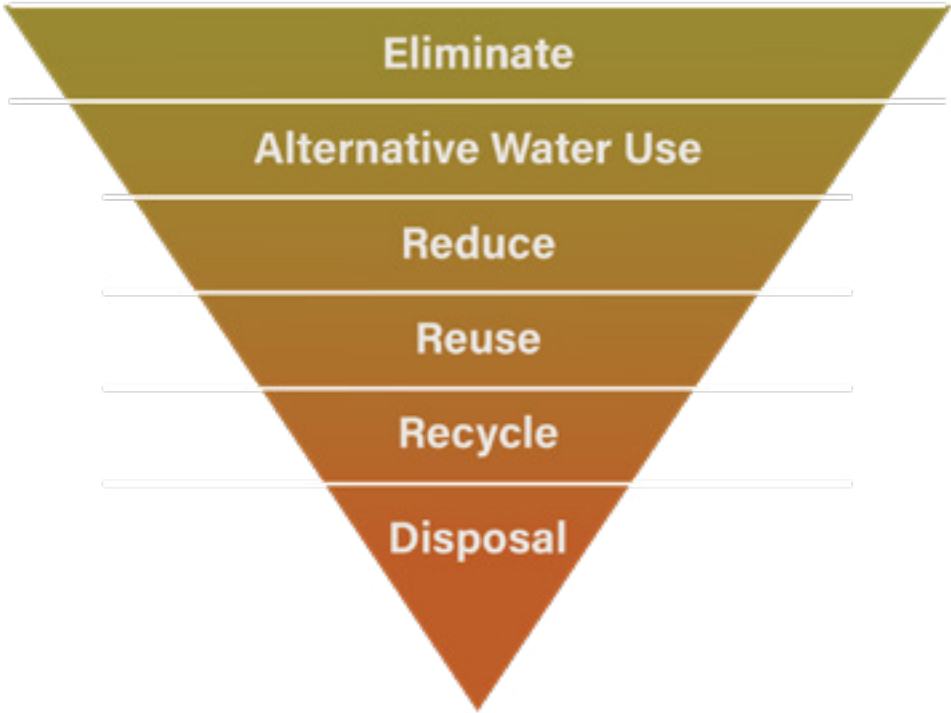 Eliminate
Alternative Water Use
Reduce
Reuse
Recycle
Disposal